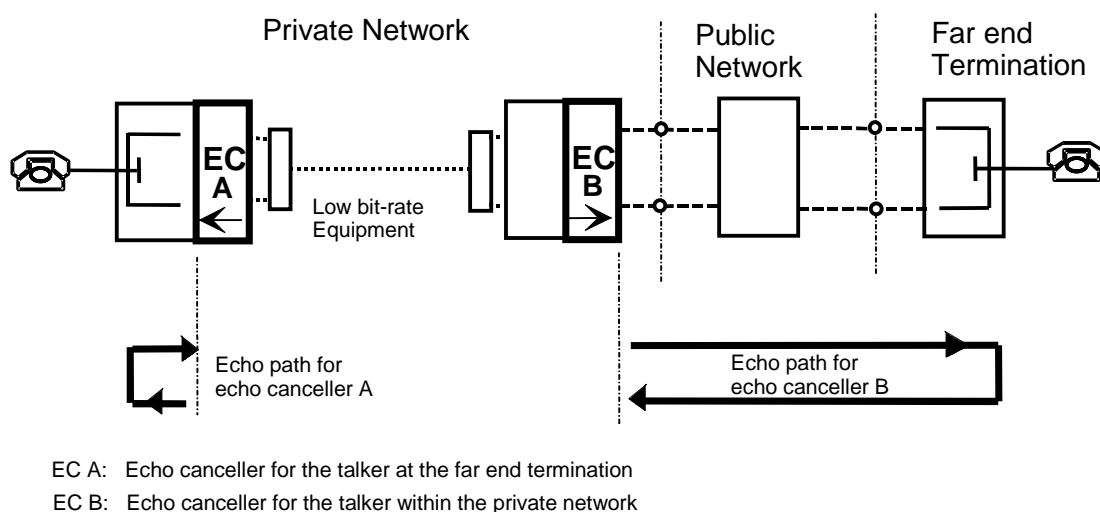 Private Network
Public
Network
Far end
Termination
EC
A
EC
B
Low bit-rate
Equipment
Echo path for
echo canceller A
Echo path for
echo canceller B
EC A: Echo canceller for the talker at the far end termination
EC B: Echo canceller for the talker within the private network